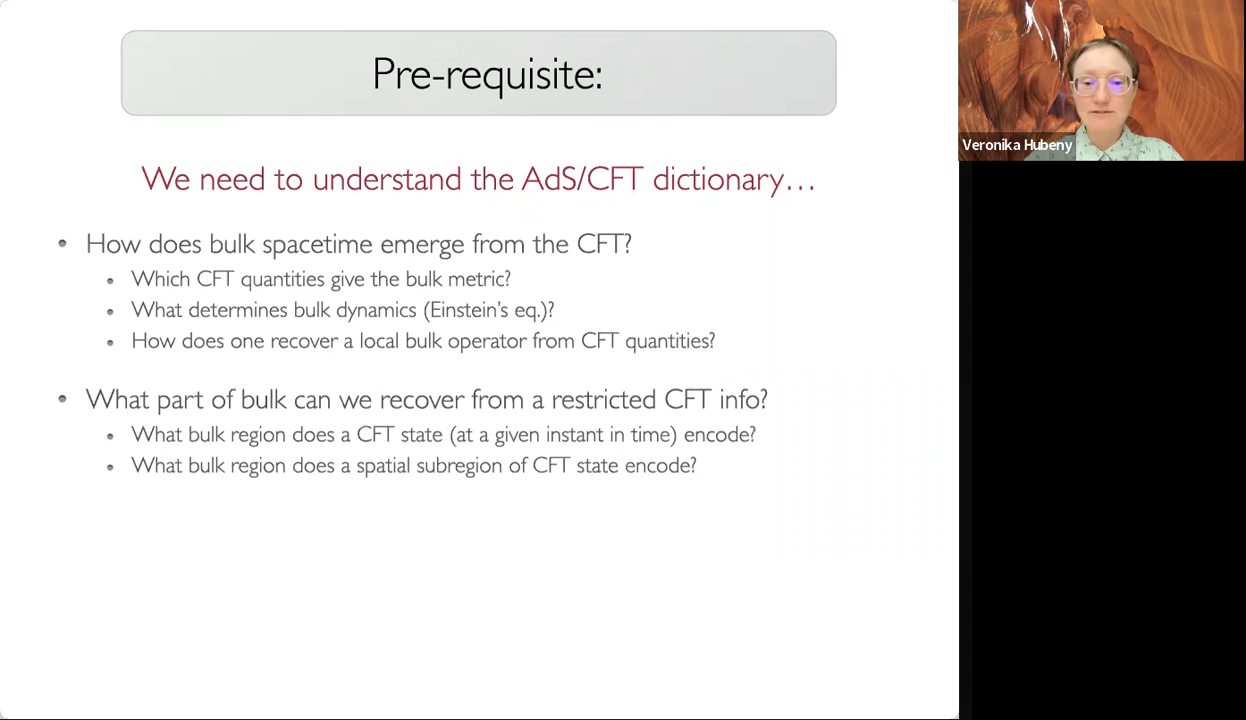 Pre-requisite:
We need to understand the AdS/CFT dictionary…
• How does bulk spacetime emerge from the CFT?
• Which CFT quantities give the bulk metric?
• What determines bulk dynamics (Einstein's eq.)?
• How does one recover a local bulk operator from CFT quantities?
• What part of bulk can we recover from a restricted CFT info?
• What bulk region does a CFT state (at a given instant in time) encode?
• What bulk region does a spatial subregion of CFT state encode?
Veronika Hubeny